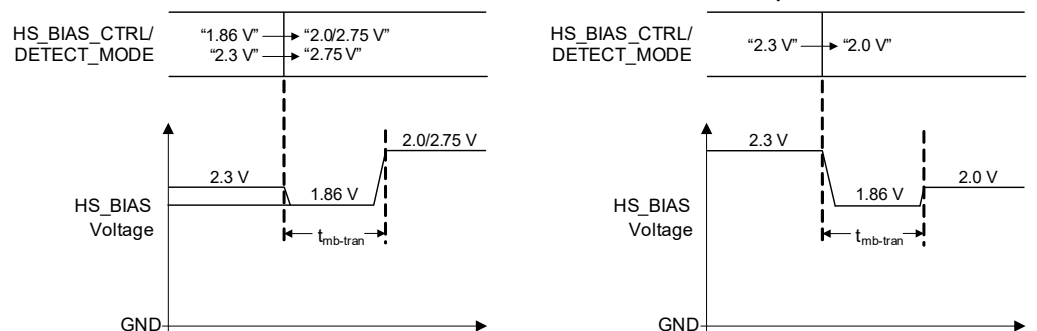 HS_BIAS_CTRL/
DETECT_MODE
“1.86 V” “2.0/2.75 V”
“2.3 V” “2.75 V”
2.0/2.75 V
2.3 V
1.86 V
HS_BIAS
Voltage
tmb-tran
GND
HS_BIAS_CTRL/
DETECT_MODE
“2.3 V” “2.0 V”
2.3 V
2.0 V
1.86 V
HS_BIAS
Voltage
tmb-tran
GND